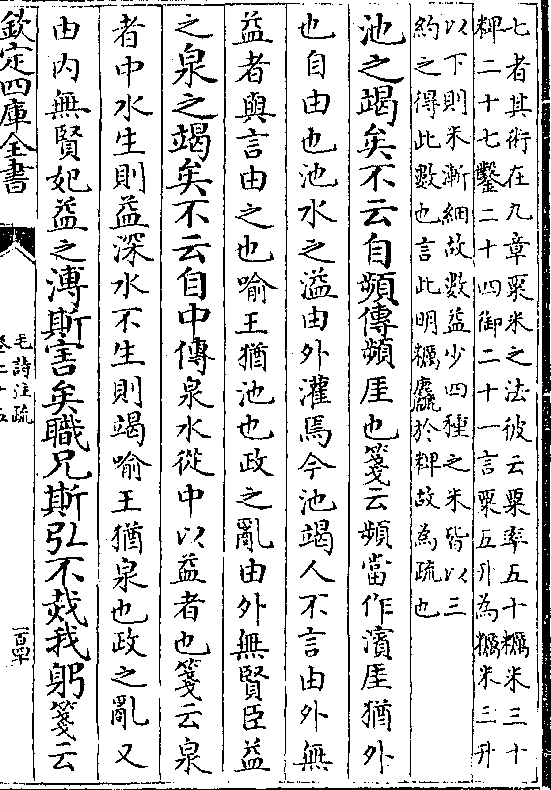 七者其術在九章粟米之法彼云粟率五十糲米三十
粺二十七鑿二十四御二十一言粟五升為糲米三升
以下則米漸細故數益少四種之米皆以三
約之得此數也言此明糲麤於粺故為疏也
池之竭矣不云自頻傳頻厓也箋云頻當作濱厓猶外
也自由也池水之溢由外灌焉今池竭人不言由外無
益者與言由之也喻王猶池也政之亂由外無賢臣益
之泉之竭矣不云自中傳泉水從中以益者也箋云泉
者中水生則益深水不生則竭喻王猶泉也政之亂又
由內無賢妃益之溥斯害矣職兄斯弘不烖我躬箋云
欽定四庫全書
毛詩注疏
卷二十五